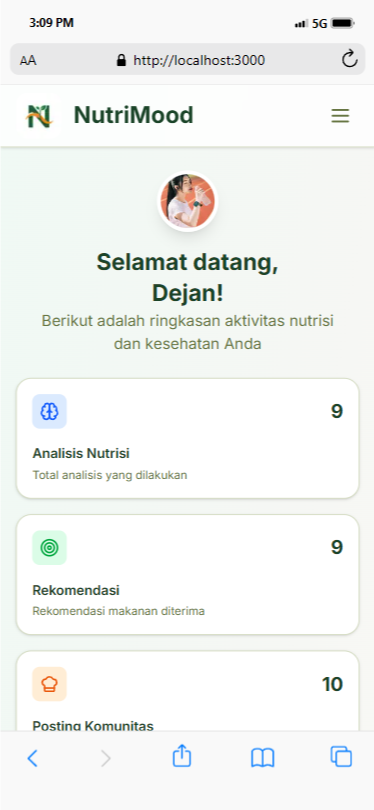 3:09 PM
5G
AA
http://localhost:3000
NutriMood
Selamat datang,
Dejan!
Berikut adalah ringkasan aktivitas nutrisi
dan kesehatan Anda
9
Analisis Nutrisi
Total analisis yang dilakukan
9
Rekomendasi
Rekomendasi makanan diterima
10
Posting Komunitas